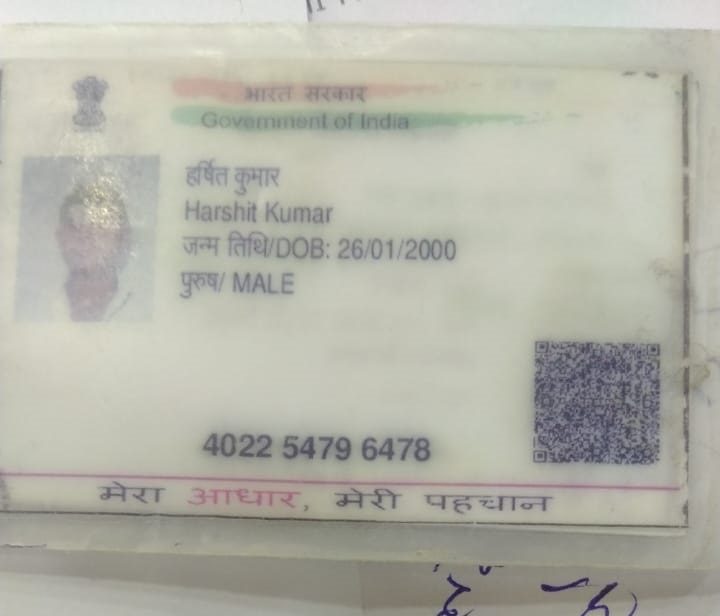 भारत सरकार
Government of India
हर्षित कुमार
Harshit Kumar
जन्म तिथि/DOB: 26/01/2000
पुरुष/ MALE
4022 5479 6478
मेरा आधार, मेरी पहचान